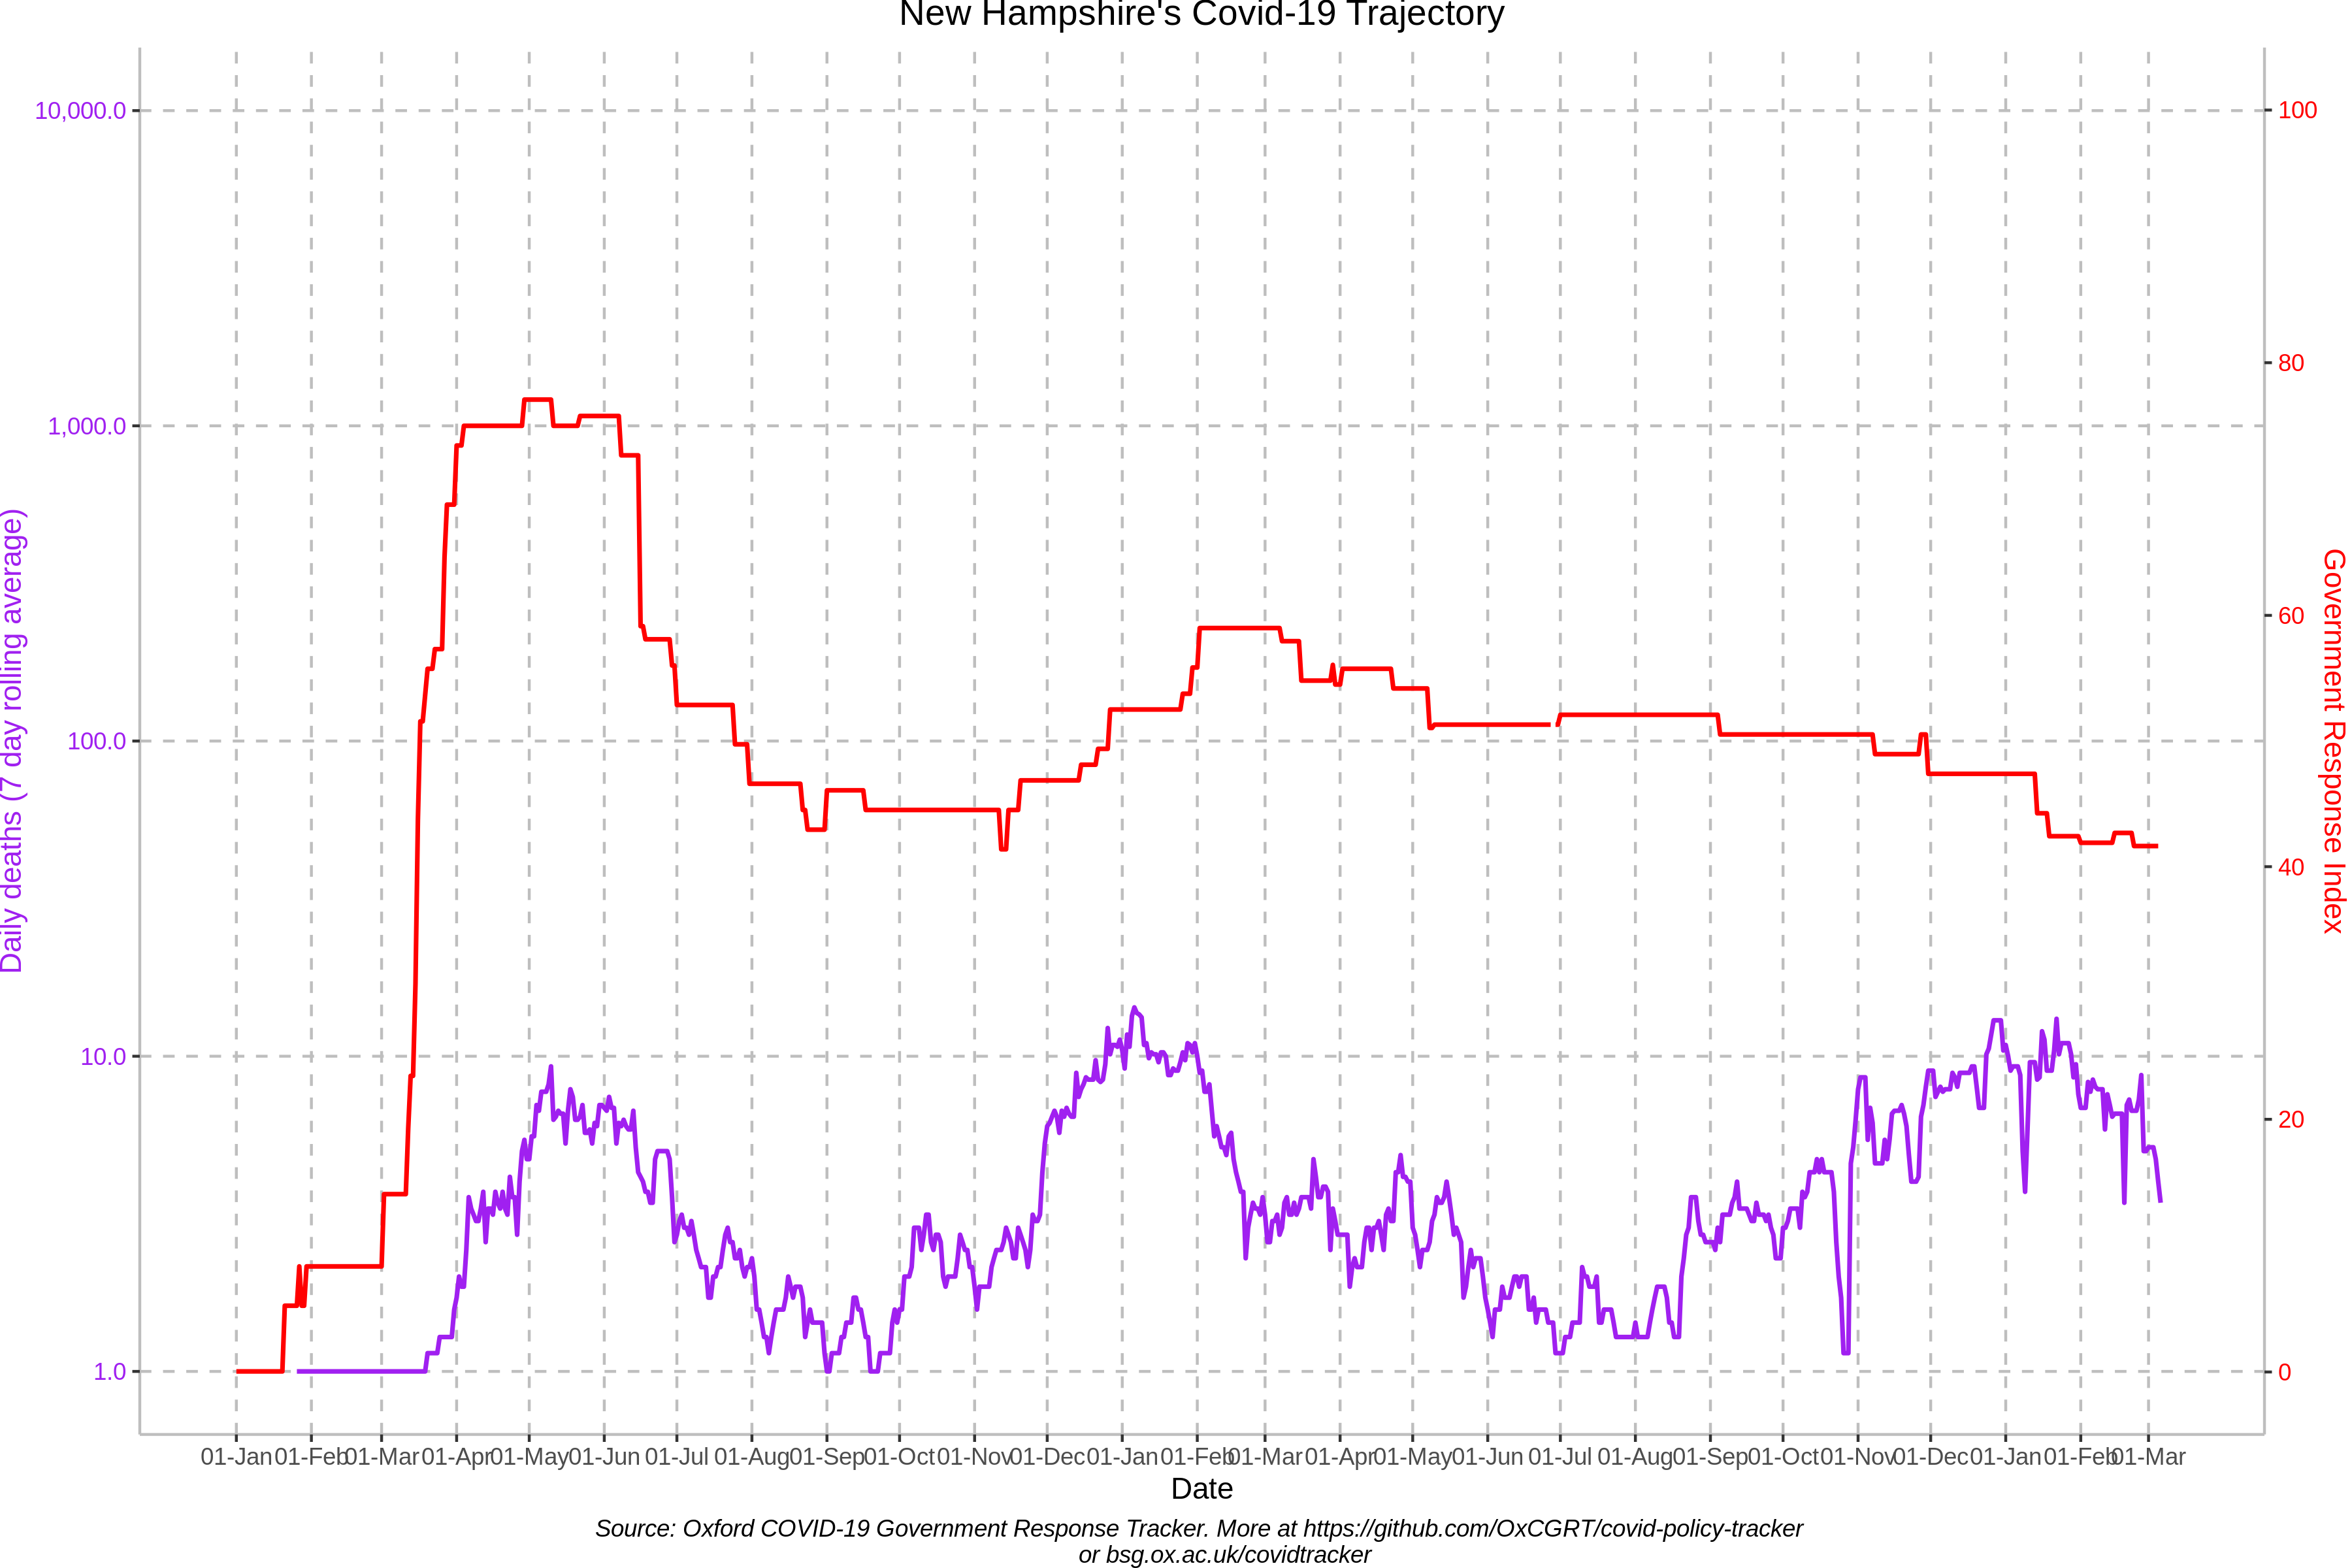 New Hampshire's Covid-19 Trajectory
10,000.0
1,000.0
100.0
10.0
1.0
Daily deaths (7 day rolling average)
100
80
60
40
20
0
Government Response Index
01-Jan 01-Feb 01-Mar 01-Apr 01-May 01-Jun 01-Jul 01-Aug 01-Sep 01-Oct 01-Nov 01-Dec 01-Jan 01-Feb 01-Mar 01-Apr 01-May 01-Jun 01-Jul 01-Aug 01-Sep 01-Oct 01-Nov 01-Dec 01-Jan 01-Feb 01-Mar
Date
Source: Oxford COVID-19 Government Response Tracker. More at https://github.com/OxCGRT/covid-policy-tracker
or bsg.ox.ac.uk/covidtracker